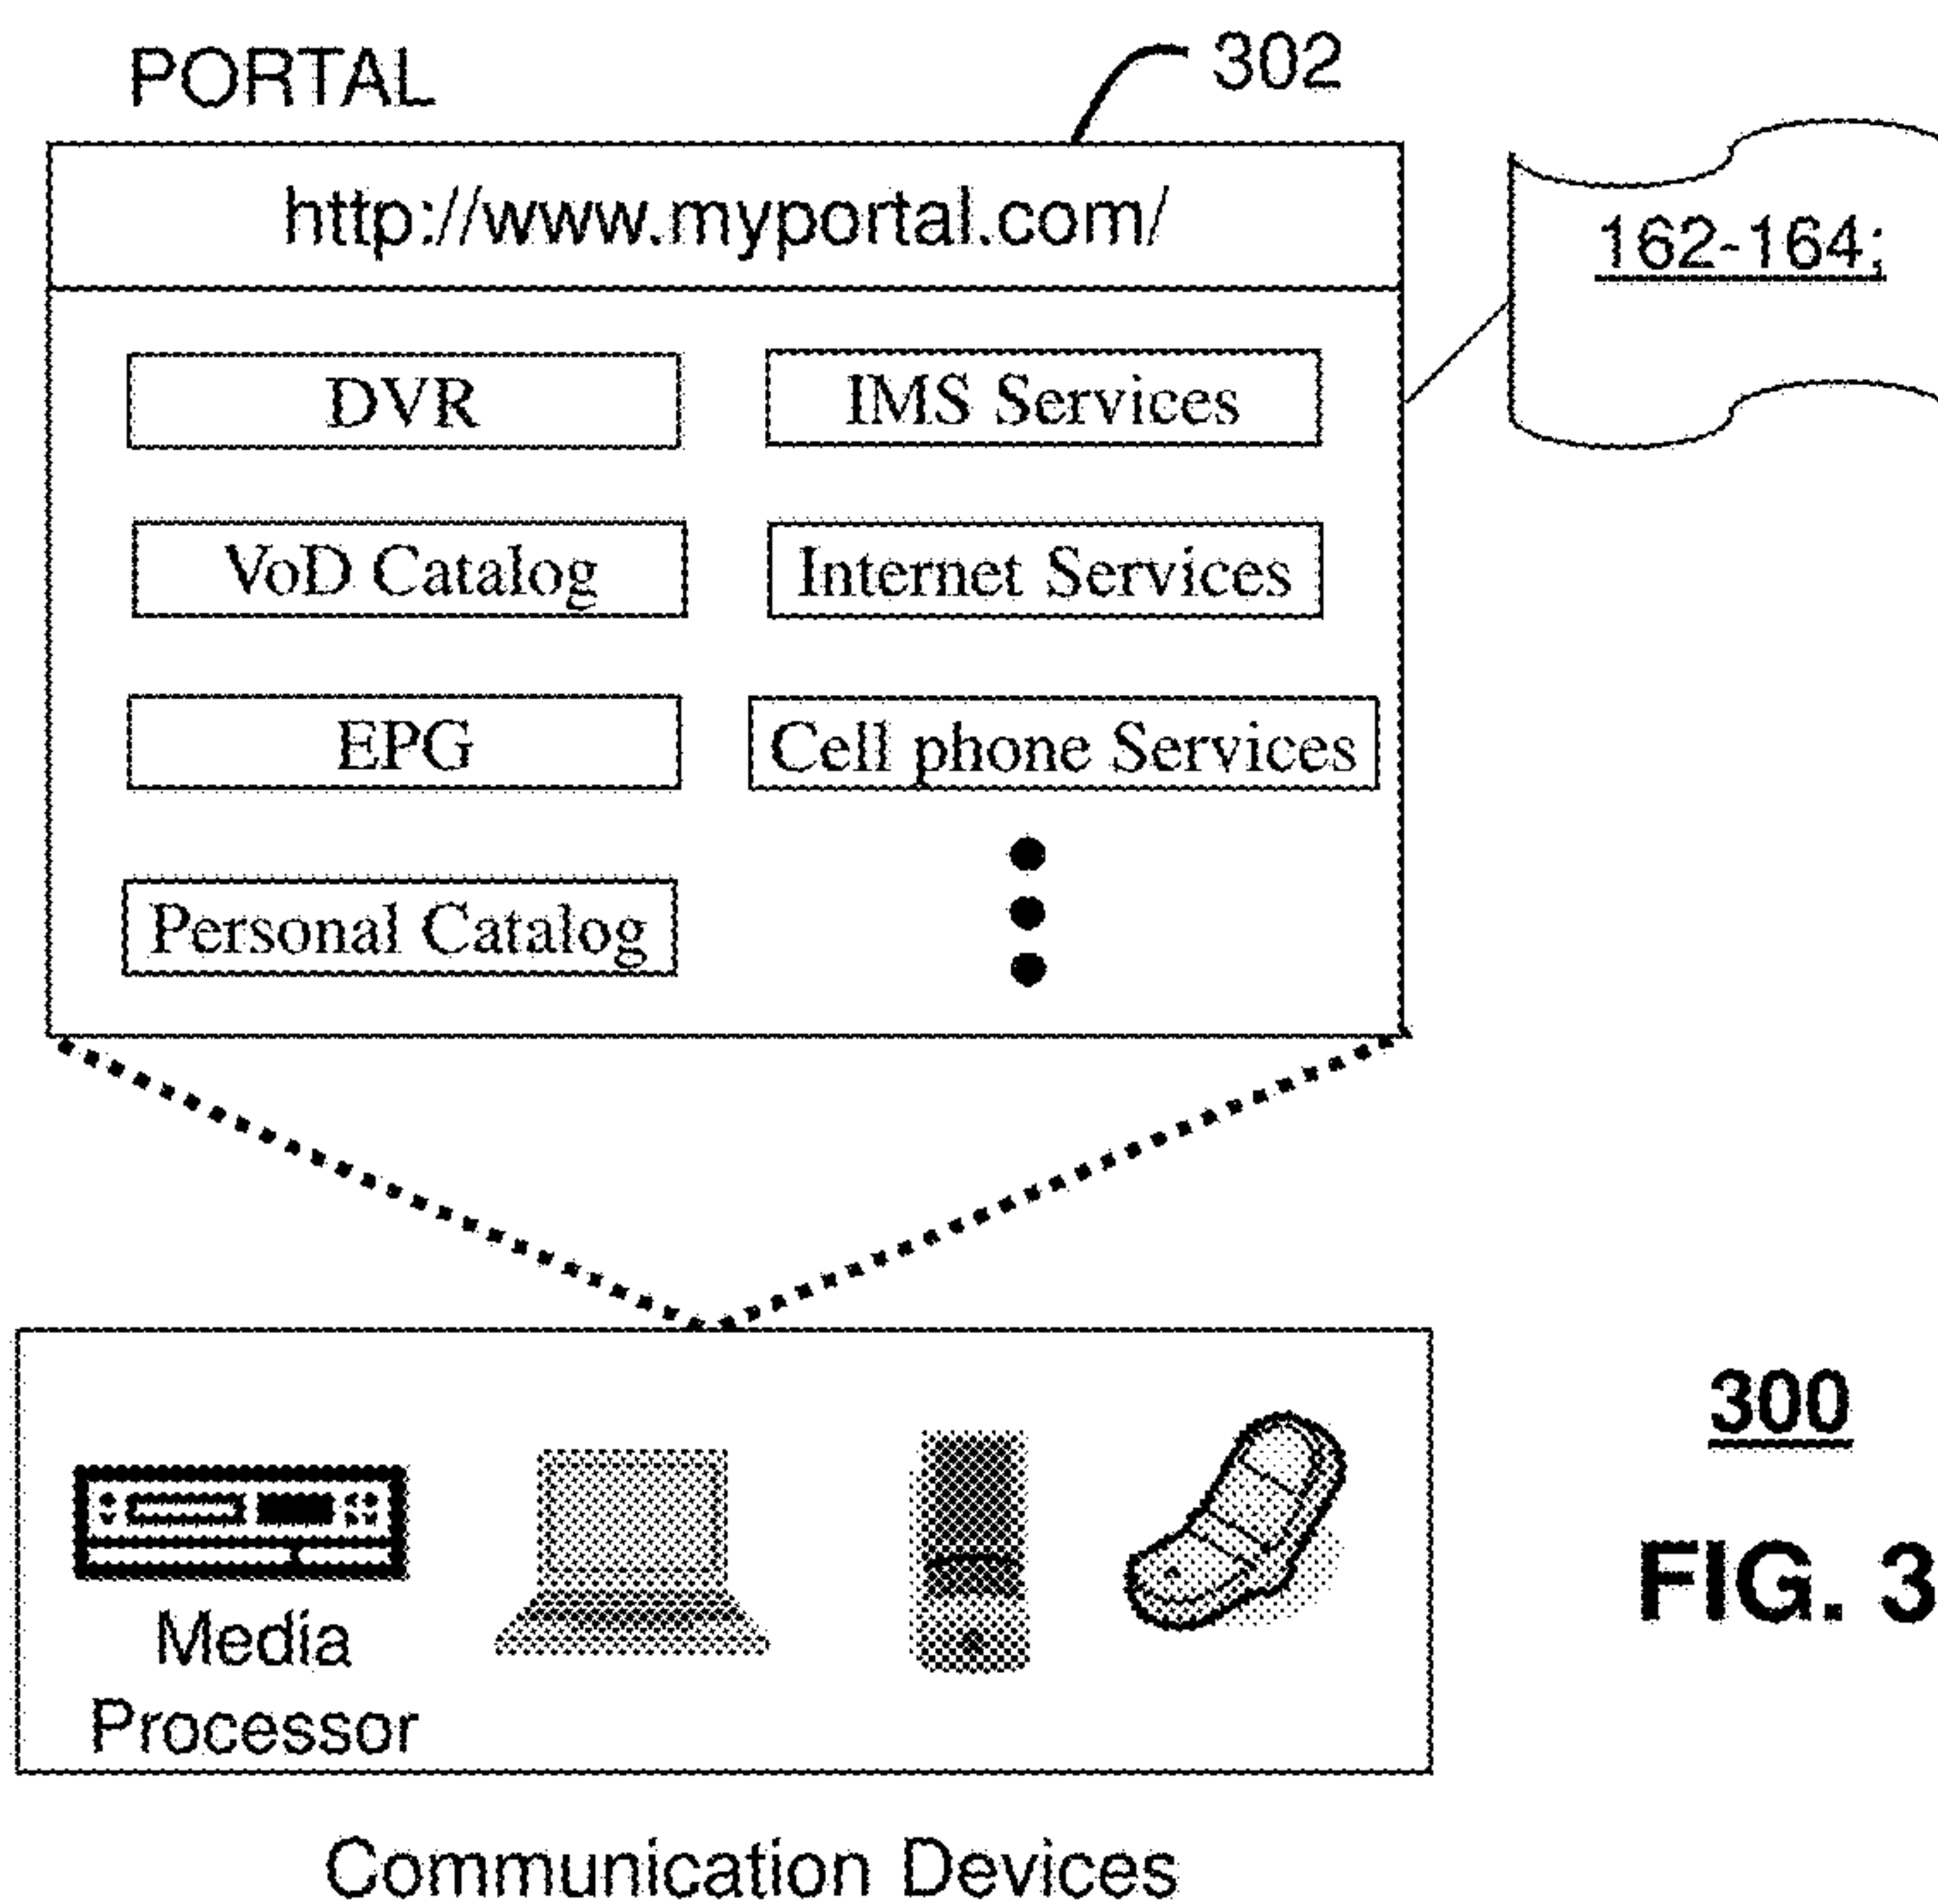 PORTAL
302
http://www.myportal.com/
162-164;
DVR
IMS Services
VoD Catalog
Internet Services
EPG
Cell phone Services
Personal Catalog
300
FIG. 3
Media
Processor
Communication Devices